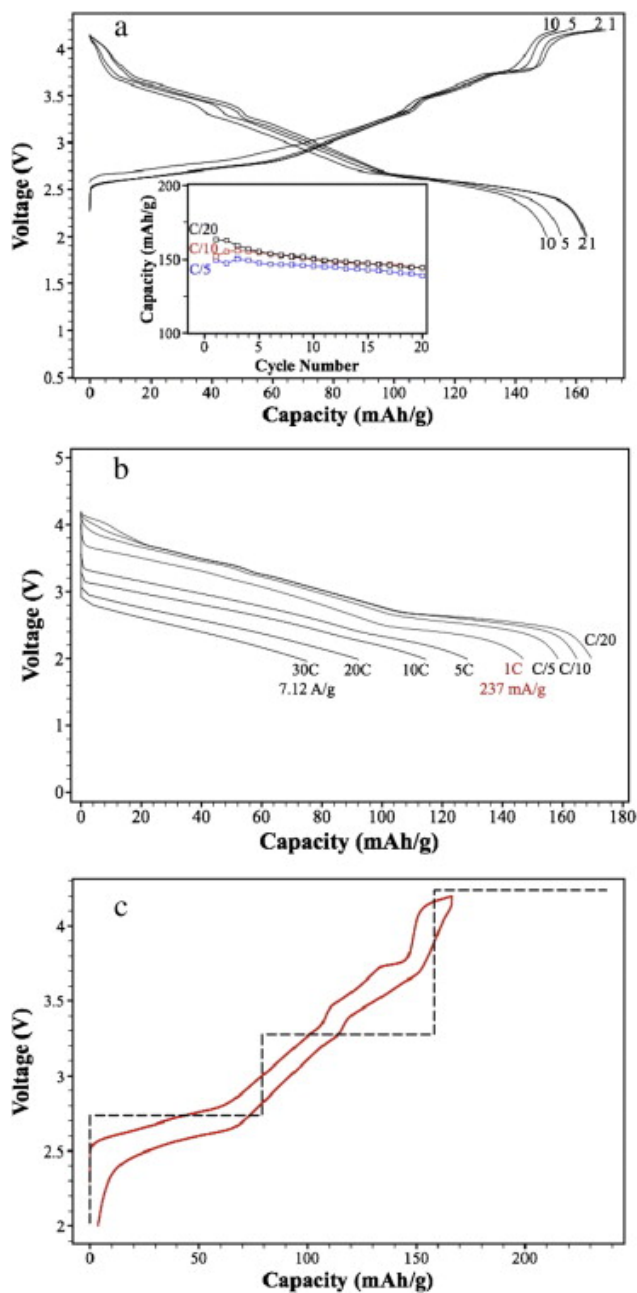 a
10 5 2 1
4
3.5
3
2.5
2
1.5
1
0.5
Voltage (V)
10 5 21
200
150
100
Capacity (mAh/g)
C/20
C/10
C/5
0 5 10 15 20
Cycle Number
0 20 40 60 80 100 120 140 160
Capacity (mAh/g)
b
5
4
3
2
1
0
Voltage (V)
C/20
30C 20C 10C 5C 1C C/5 C/10
7.12 A/g 237 mA/g
0 20 40 60 80 100 120 140 160 180
Capacity (mAh/g)
c
4
3.5
3
2.5
2
Voltage (V)
0 50 100 150 200
Capacity (mAh/g)